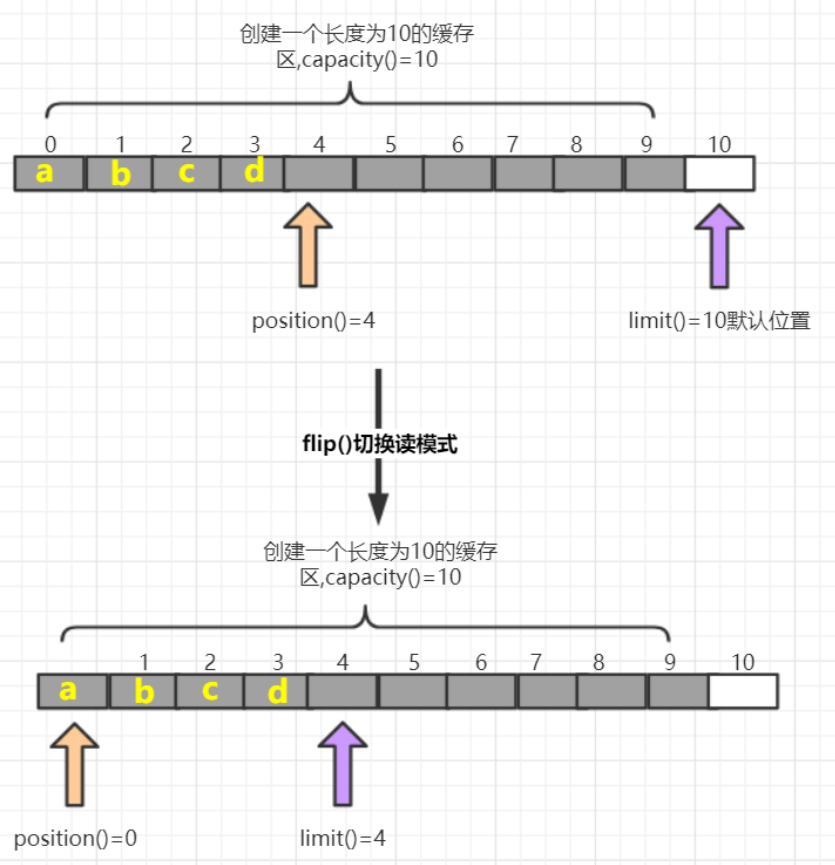 创建一个长度为10的缓存
区,capacity()=10
0 1 2 3 4 5 6 7 8 9 10
a b c d
position()=4 limit()=10默认位置
flip()切换读模式
创建一个长度为10的缓存
区,capacity()=10
1 2 3 4 5 6 7 8 9 10
a b c d
position()=0 limit()=4